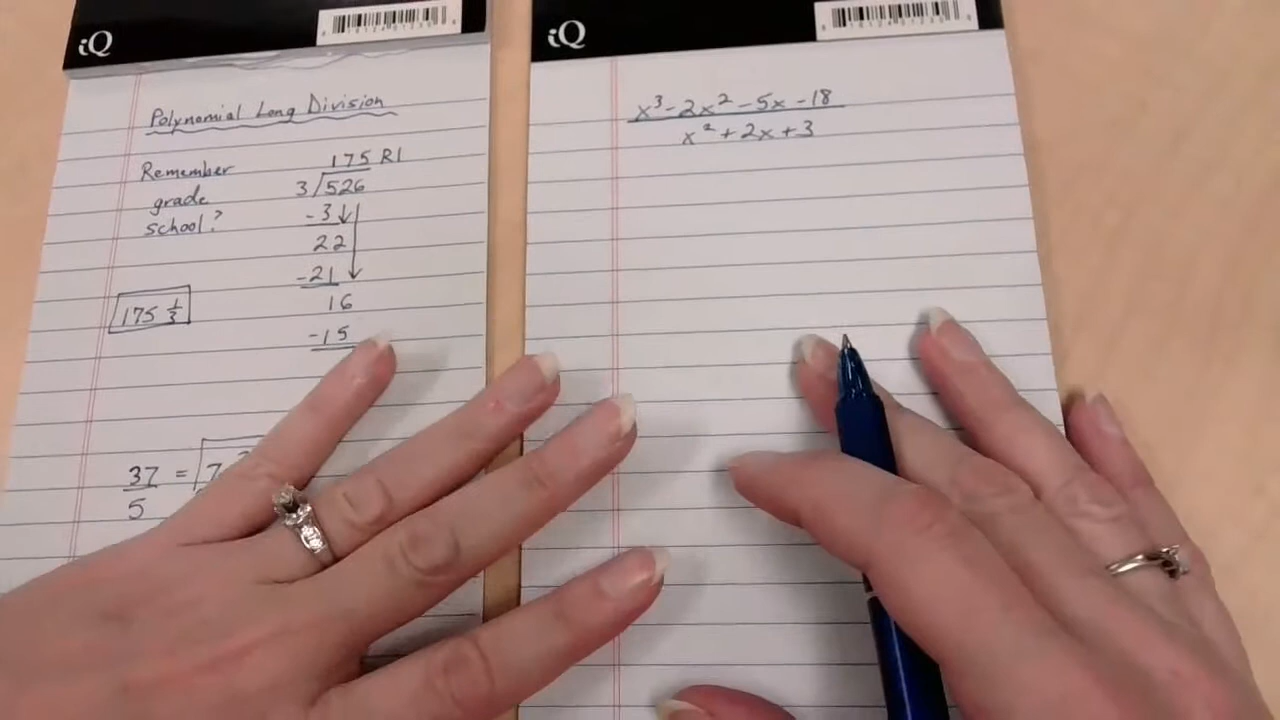 iQ
Polynomial Long Division
Remember
grade
school?
175 R1
3/526
-3
22
-21
16
-15
175 1/3
37/5 = 7
iQ
x³-2x²-5x-18
x²+2x+3